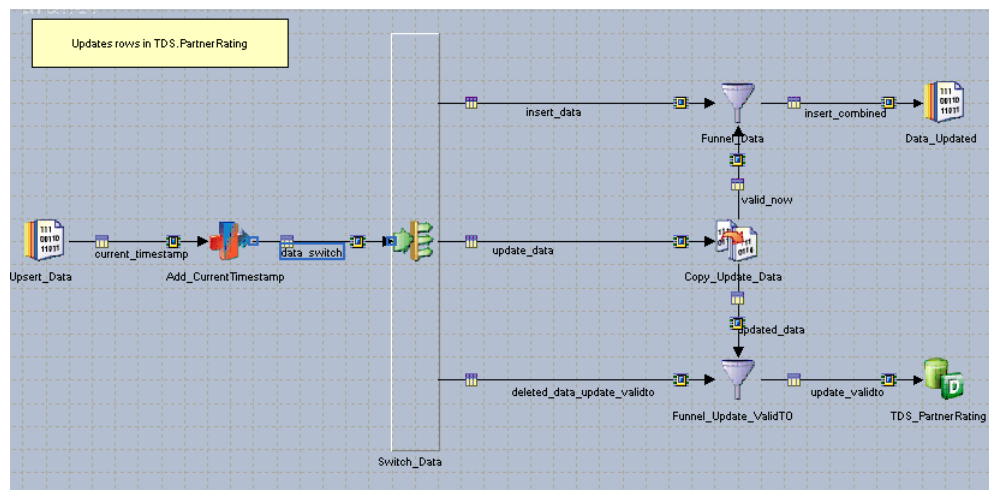 Updates rows in TDS.PartnerRating
insert_data
insert_combined
Funnel_Data
Data_Updated
valid_now
current_timestamp
data_switch
update_data
Upsert_Data
Add_CurrentTimestamp
Copy_Update_Data
updated_data
deleted_data_update_validto
update_validto
Funnel_Update_ValidTO
TDS_PartnerRating
Switch_Data